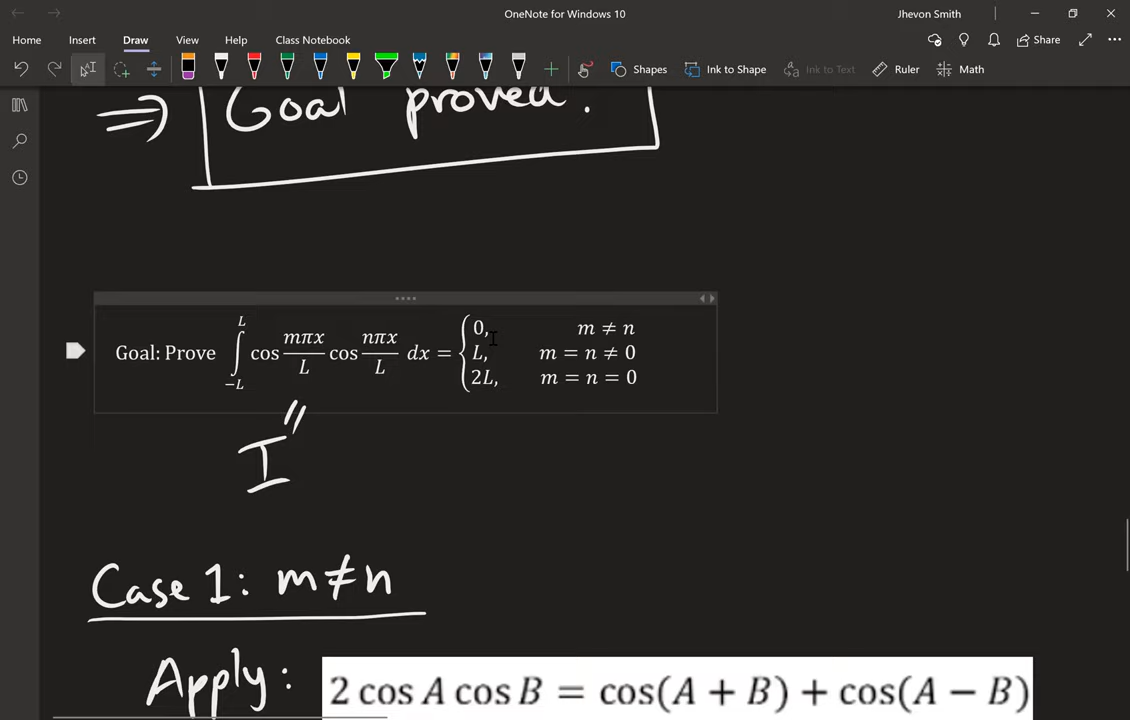 OneNote for Windows 10
Jhevon Smith
Home Insert Draw View Help Class Notebook
Share
Shapes Ink to Shape Ink to Text Ruler Math
⇒ Goal proved.
Goal: Prove ∫_{-L}^{L} cos mπx/L cos nπx/L dx = { 0, m ≠ n
L, m = n ≠ 0
2L, m = n = 0
I "
Case 1: m ≠ n
Apply: 2 cos A cos B = cos(A + B) + cos(A − B)